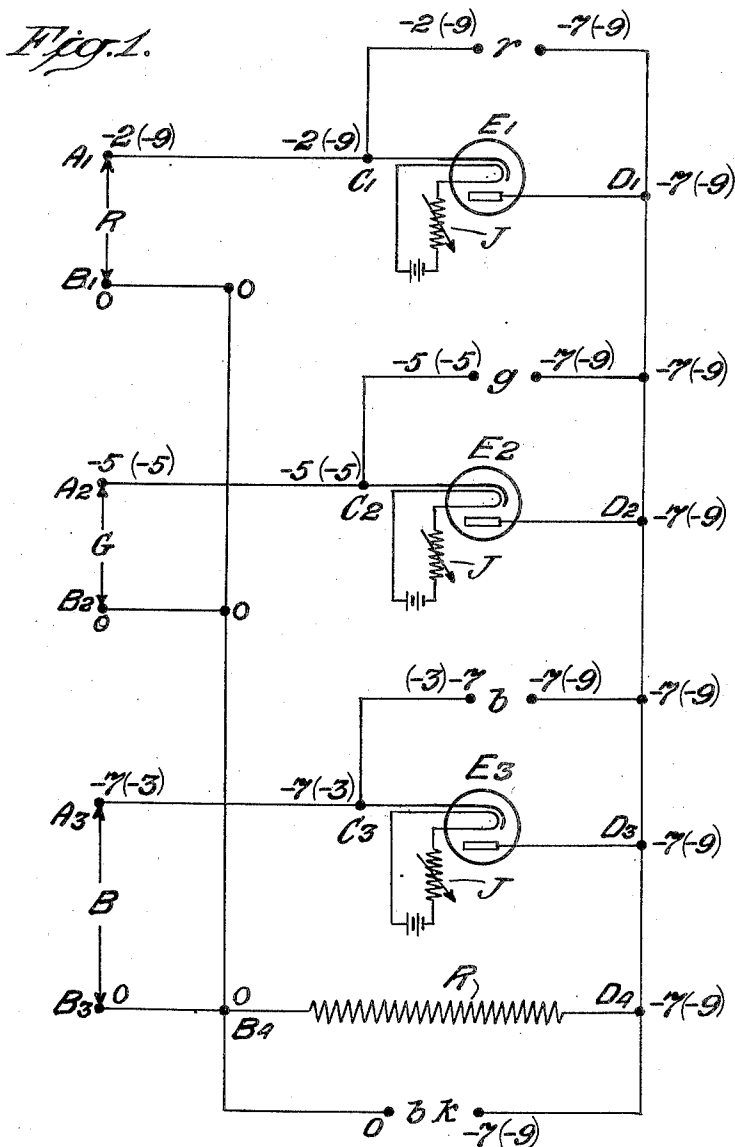 Fig.1.
-2(-9) r -7(-9)
A1 -2(-9) -2(-9) C1 E1 D1 -7(-9)
R J
B1 0 0
-5(-5) g -7(-9) -7(-9)
A2 -5(-5) -5(-5) C2 E2 D2 -7(-9)
G J
B2 0 0
(-3)-7 b -7(-9) -7(-9)
A3 -7(-3) -7(-3) C3 E3 D3 -7(-9)
B J
B3 0 0 B4 R D4 -7(-9)
0 bk -7(-9)